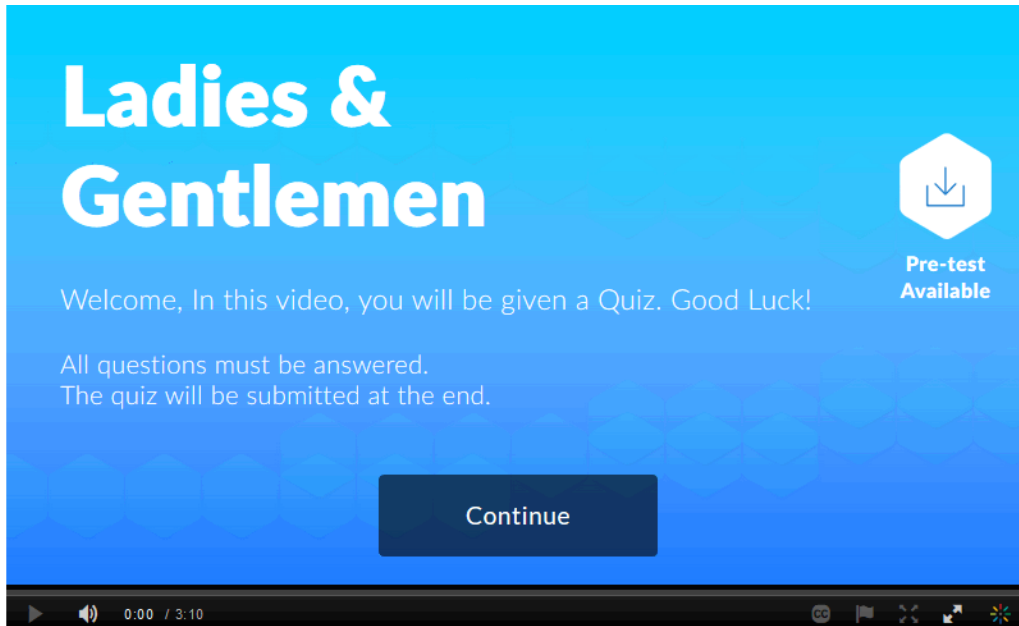 Ladies &
Gentlemen
Pre-test
Available
Welcome, In this video, you will be given a Quiz. Good Luck!
All questions must be answered.
The quiz will be submitted at the end.
Continue
0:00 / 3:10
CC